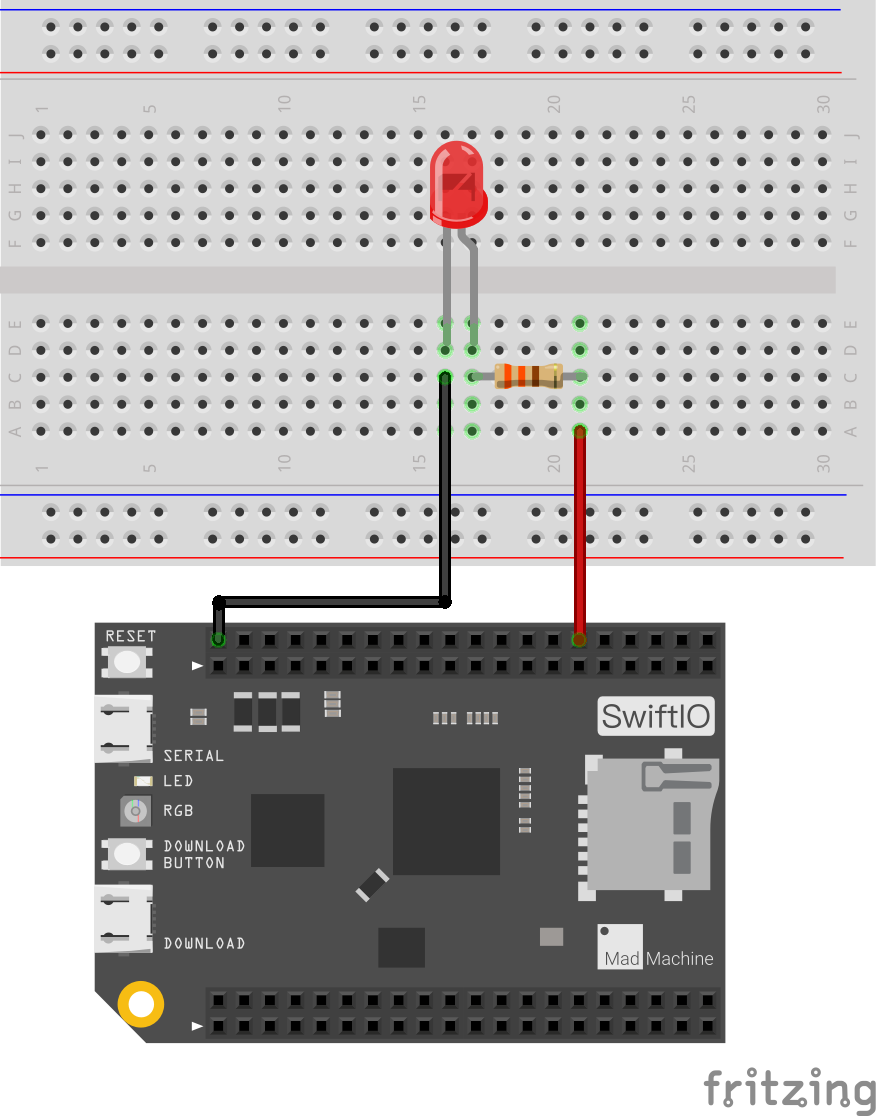 1 5 10 15 20 25 30
J J
I I
H H
G G
F F
E E
D D
C C
B B
A A
1 5 10 15 20 25 30
RESET
SwiftIO
SERIAL
LED
RGB
DOWNLOAD
BUTTON
DOWNLOAD
Mad Machine
fritzing